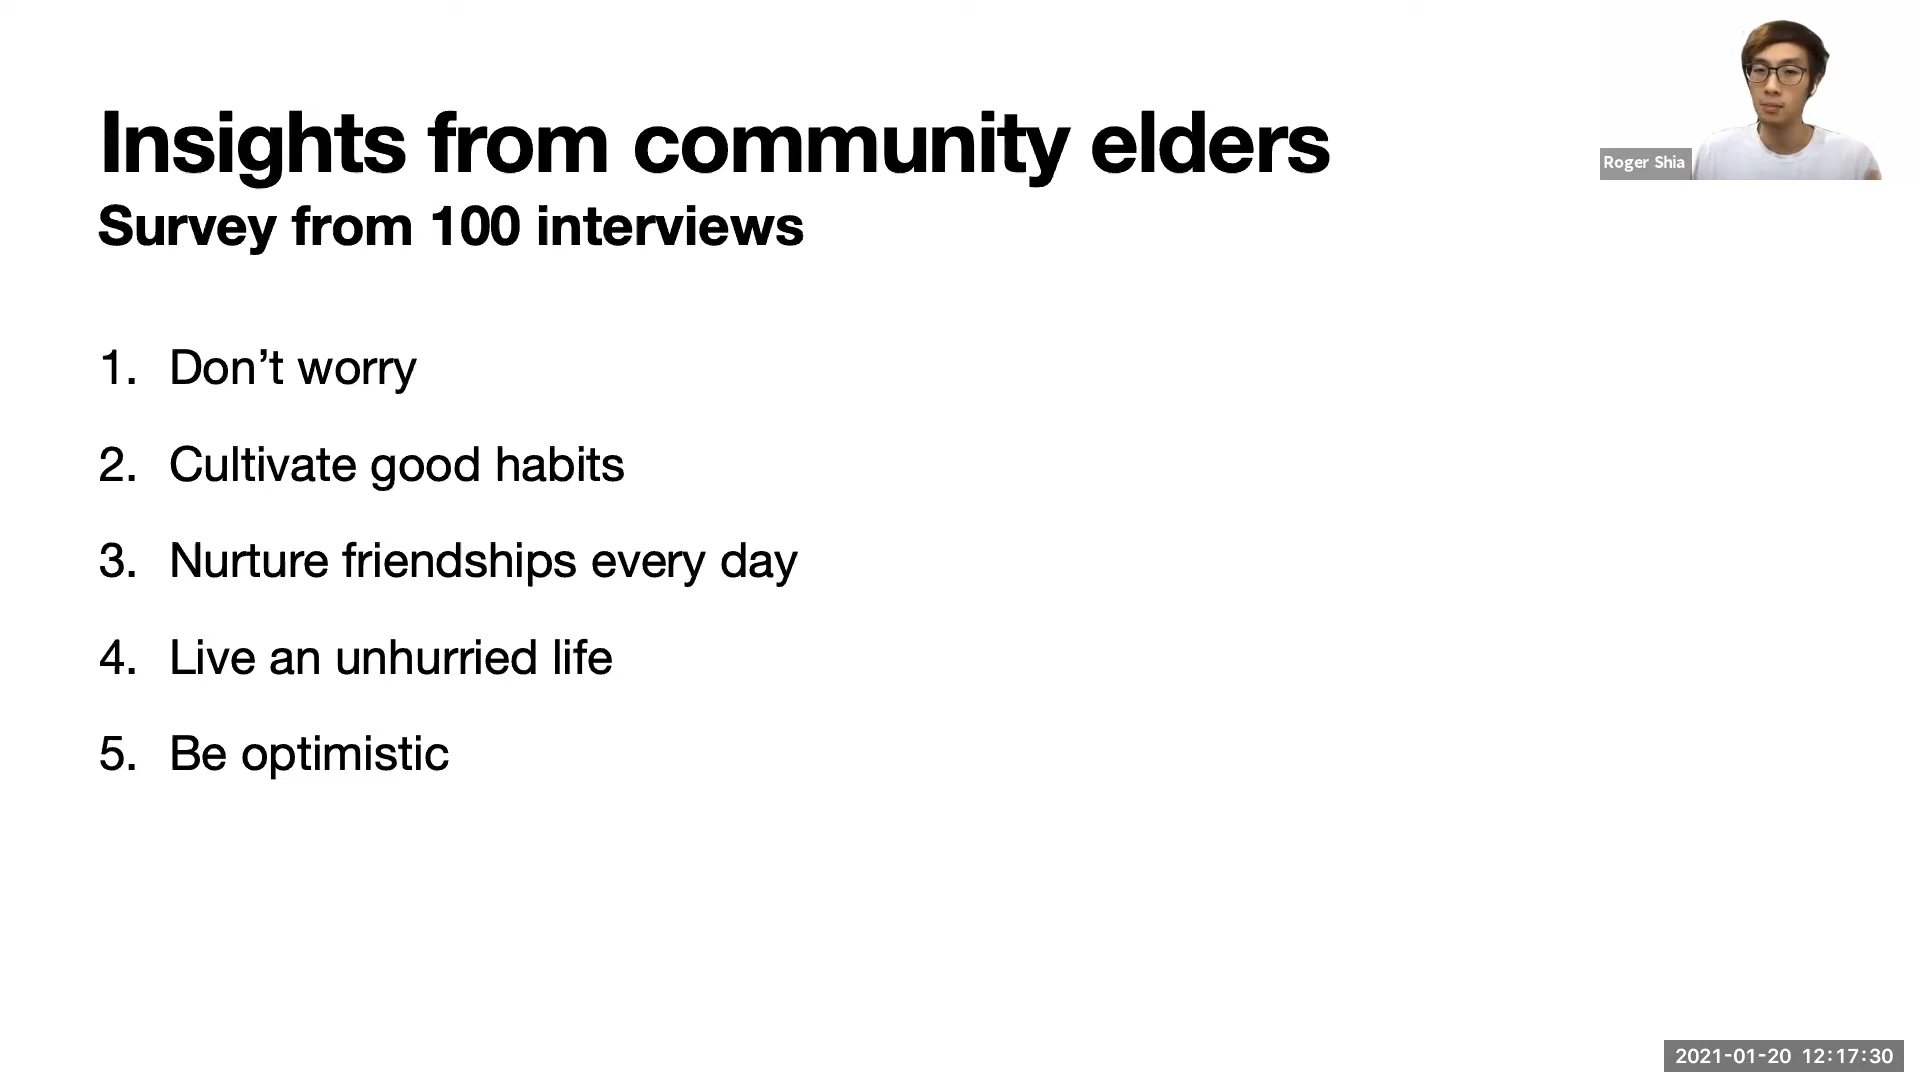 Insights from community elders
Survey from 100 interviews
Roger Shia
1. Don’t worry
2. Cultivate good habits
3. Nurture friendships every day
4. Live an unhurried life
5. Be optimistic
2021-01-20 12:17:30